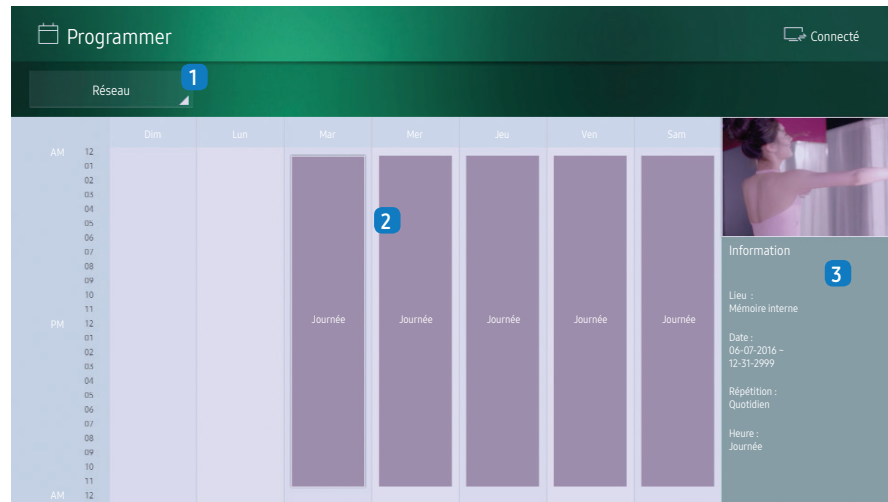 Programmer
Connecté
1
Réseau
Dim Lun Mar Mer Jeu Ven Sam
AM 12
01
02
03
04
05
2
06
07
08
09
10
11
PM 12
01
02
03
04
05
06
07
08
09
10
11
AM 12
Journée Journée Journée Journée Journée
Information
3
Lieu :
Mémoire interne
Date :
06-07-2016 ~
12-31-2999
Répétition :
Quotidien
Heure :
Journée